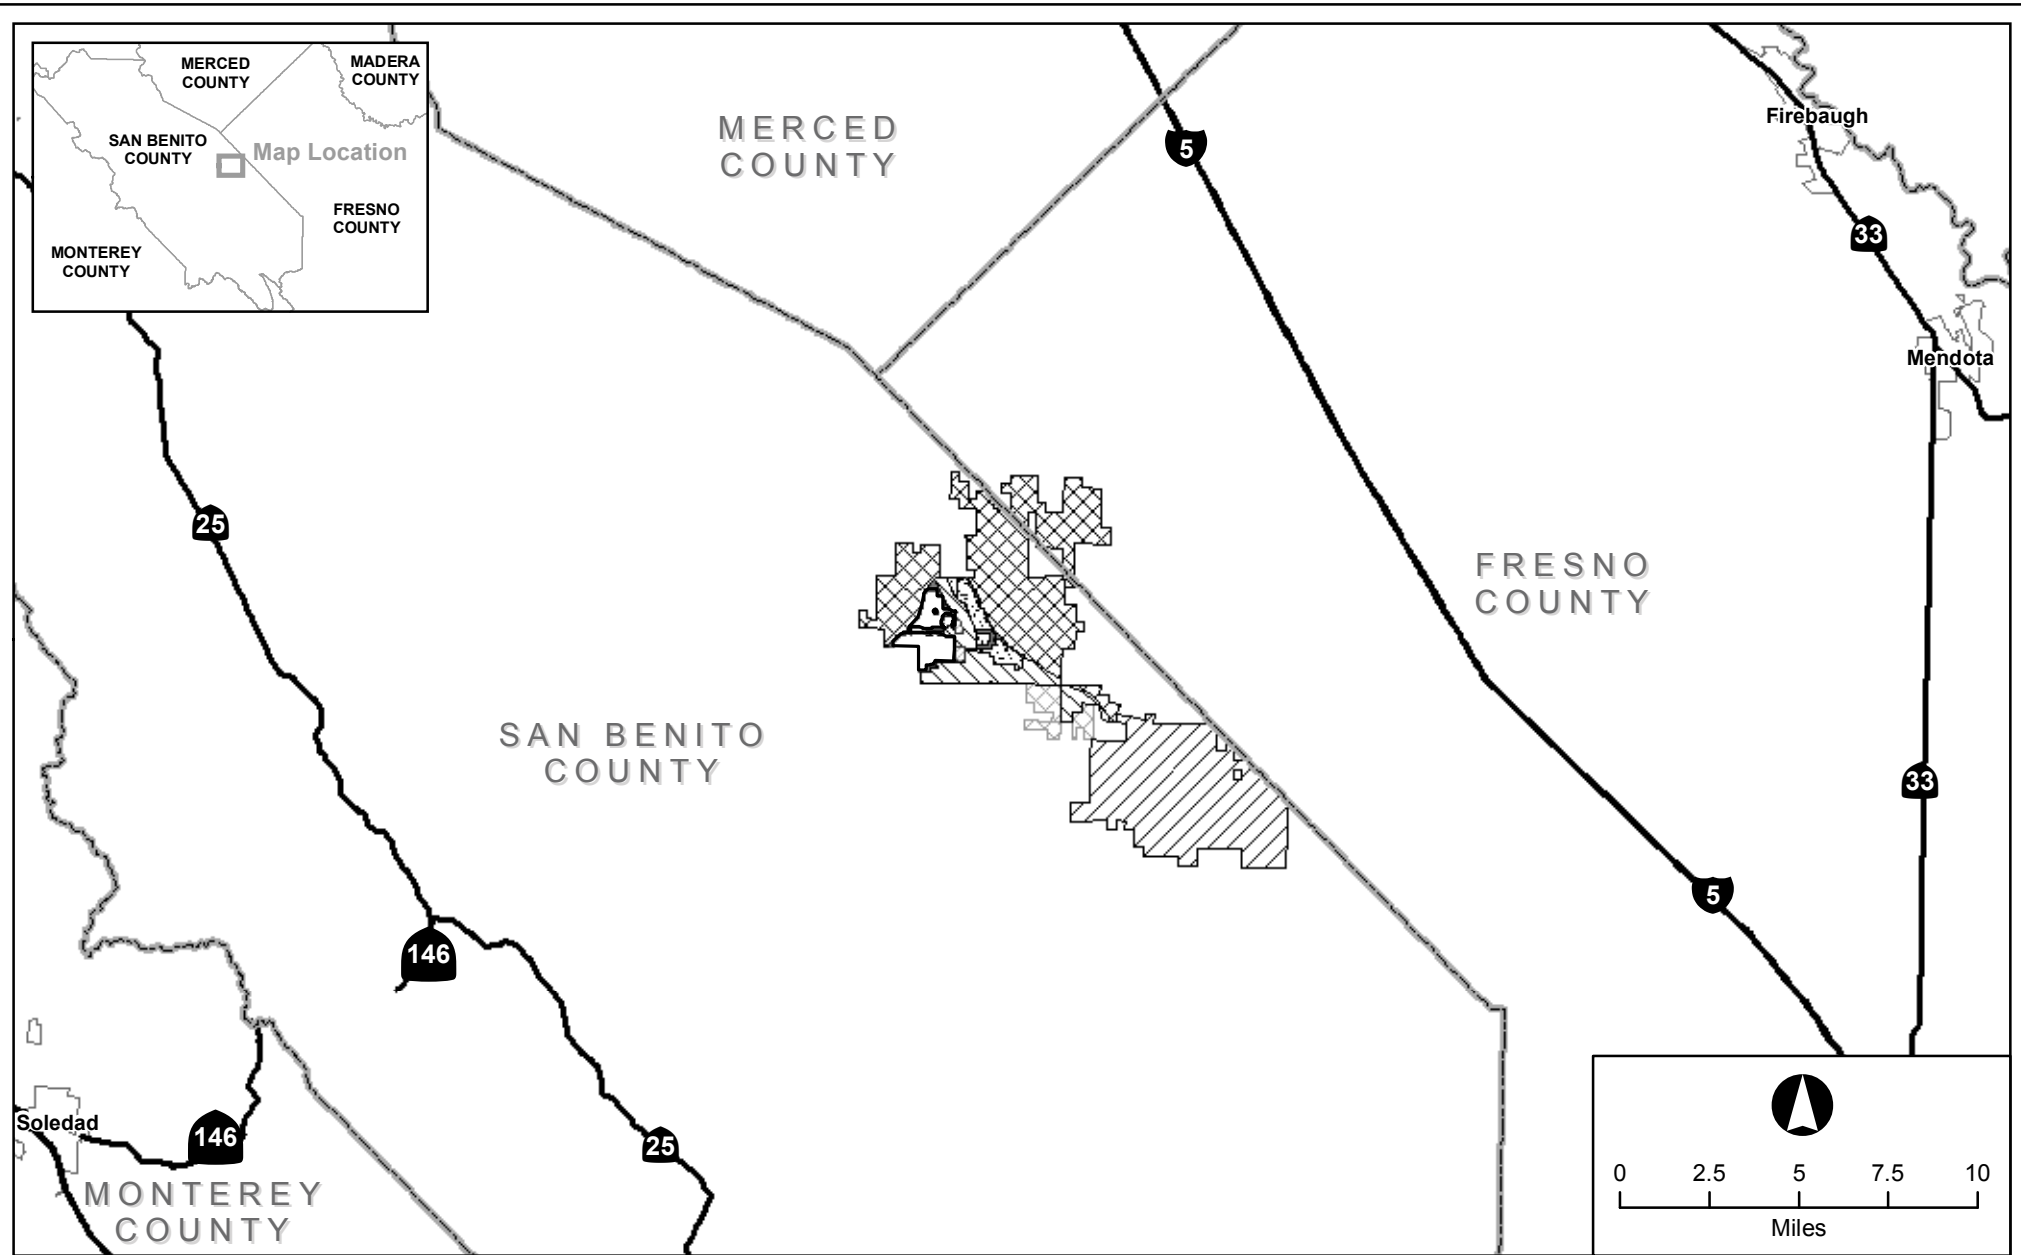 MERCED
COUNTY
MADERA
COUNTY
SAN BENITO
COUNTY
Map Location
FRESNO
COUNTY
MONTEREY
COUNTY
MERCED
COUNTY
5
Firebaugh
33
Mendota
25
FRESNO
COUNTY
SAN BENITO
COUNTY
33
5
146
Soledad
146
25
MONTEREY
COUNTY
0 2.5 5 7.5 10
Miles